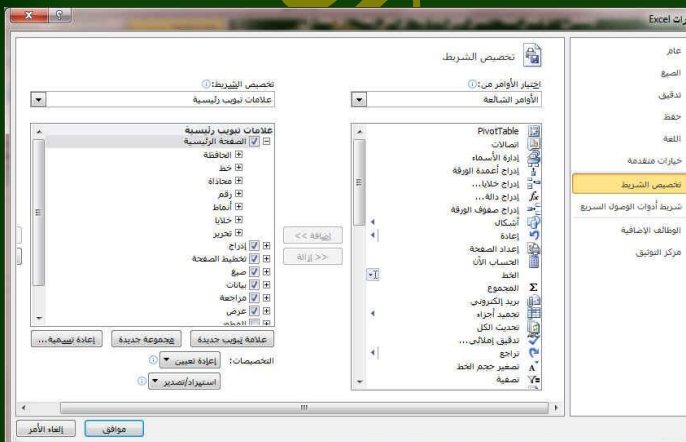 رات Excel
عام
الصيغ
تدقيق
حفظ
اللغة
خيارات متقدمة
تخصيص الشريط
شريط أدوات الوصول السريع
الوظائف الإضافية
مركز التوثيق
تخصيص الشريط.
اختيار الأوامر من:
الأوامر الشائعة
PivotTable
اتصالات
إدارة الأسماء
إدراج أعمدة الورقة
إدراج خلايا...
إدراج دالة...
إدراج صفوف الورقة
أشكال
إعادة
إعداد الصفحة
الحساب الآن
الخط
المجموع
بريد إلكتروني
تجميد أجزاء
تحديث الكل
تدقيق إملائي...
تراجع
تصغير حجم الخط
تصفية
إضافة >>
<< إزالة
تخصيص الشريط:
علامات تبويب رئيسية
علامات تبويب رئيسية
الصفحة الرئيسية
الحافظة
خط
محاذاة
رقم
أنماط
خلايا
تحرير
إدراج
تخطيط الصفحة
صيغ
بيانات
مراجعة
عرض
المطور
علامة تبويب جديدة
مجموعة جديدة
إعادة تسمية...
التخصيصات:
إعادة تعيين
استيراد/تصدير
موافق
إلغاء الأمر